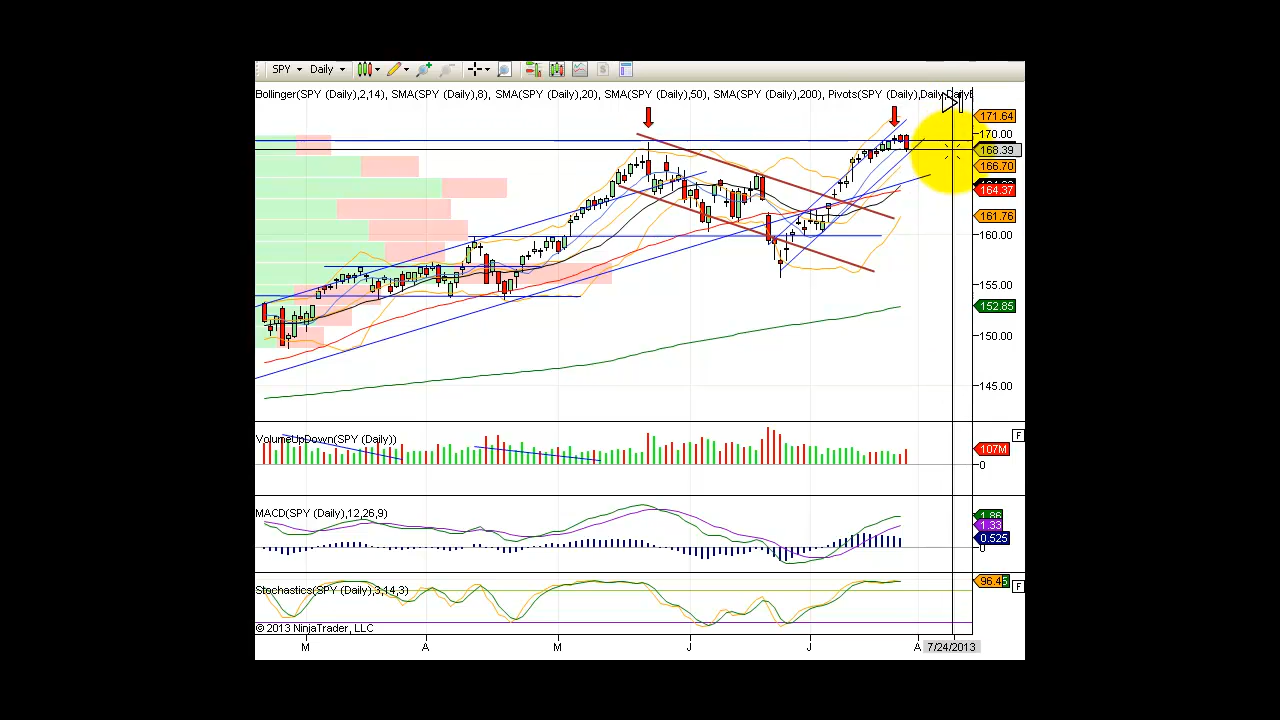 SPY Daily
Bollinger(SPY (Daily),2,14), SMA(SPY (Daily),8), SMA(SPY (Daily),20), SMA(SPY (Daily),50), SMA(SPY (Daily),200), Pivots(SPY (Daily),Daily,
171.64
170.00
168.39
166.70
164.37
161.76
160.00
155.00
152.85
150.00
145.00
VolumeUpDown(SPY (Daily))
F
107M
0
MACD(SPY (Daily),12,26,9)
1.86
1.33
0.525
0
Stochastics(SPY (Daily),3,14,3)
96.45
F
© 2013 NinjaTrader, LLC
M A M J J A 7/24/2013